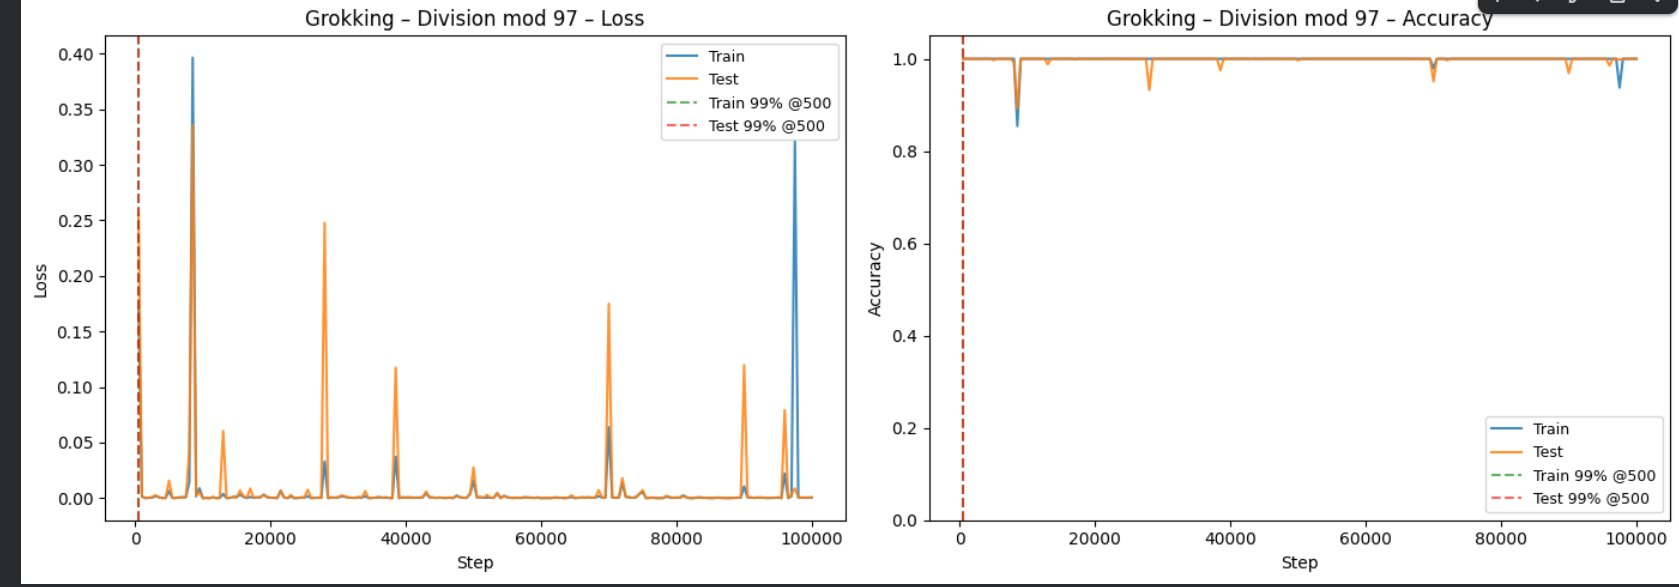 Grokking – Division mod 97 – Loss
0.40
0.35
0.30
0.25
0.20
0.15
0.10
0.05
0.00
Loss
Train
Test
Train 99% @500
Test 99% @500
0 20000 40000 60000 80000 100000
Step
Grokking – Division mod 97 – Accuracy
1.0
0.8
0.6
0.4
0.2
0.0
Accuracy
Train
Test
Train 99% @500
Test 99% @500
0 20000 40000 60000 80000 100000
Step